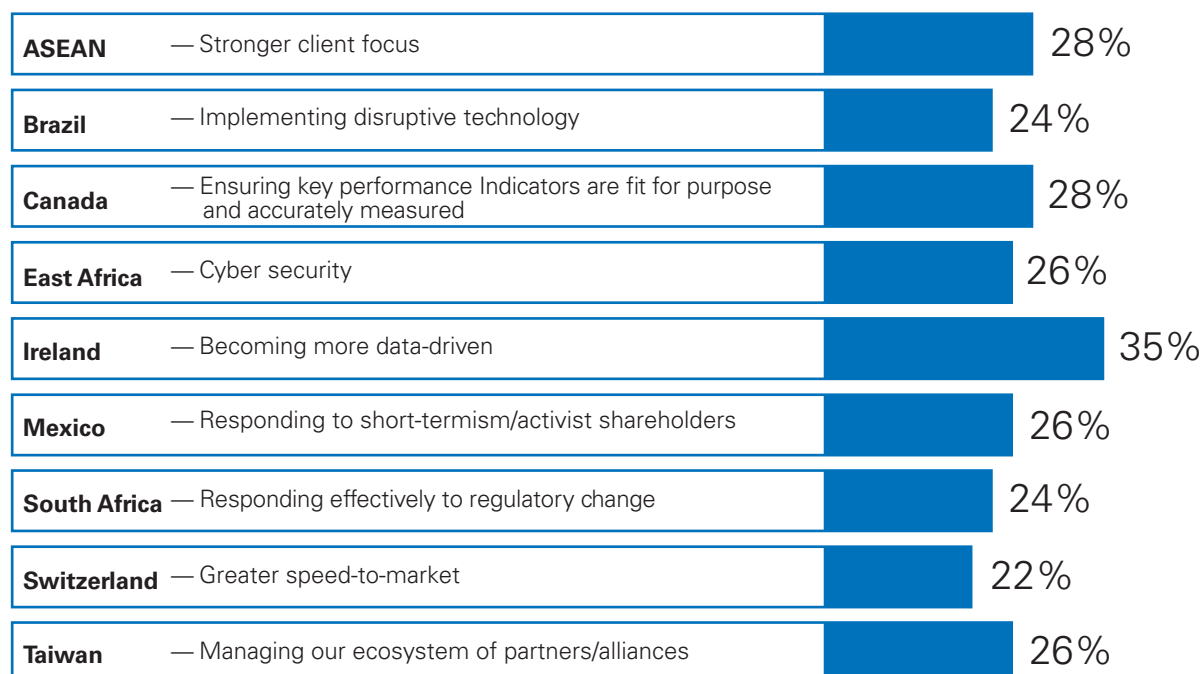 ASEAN — Stronger client focus 28%
Brazil — Implementing disruptive technology 24%
Canada — Ensuring key performance Indicators are fit for purpose
and accurately measured 28%
East Africa — Cyber security 26%
Ireland — Becoming more data-driven 35%
Mexico — Responding to short-termism/activist shareholders 26%
South Africa — Responding effectively to regulatory change 24%
Switzerland — Greater speed-to-market 22%
Taiwan — Managing our ecosystem of partners/alliances 26%